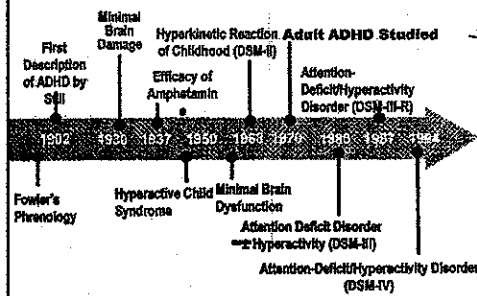 Minimal
Brain
Damage
Hyperkinetic Reaction
of Childhood (DSM-II)
Adult ADHD Studied
First
Description
of ADHD by
Still
Efficacy of
Amphetamin
Attention-
Deficit/Hyperactivity
Disorder (DSM-III-R)
1902 1930 1937 1950 1970 1980 1987 1994
Fowler's
Phrenology
Hyperactive Child
Syndrome
Minimal Brain
Dysfunction
Attention Deficit Disorder
Hyperactivity (DSM-III)
Attention-Deficit/Hyperactivity Disorder
(DSM-IV)